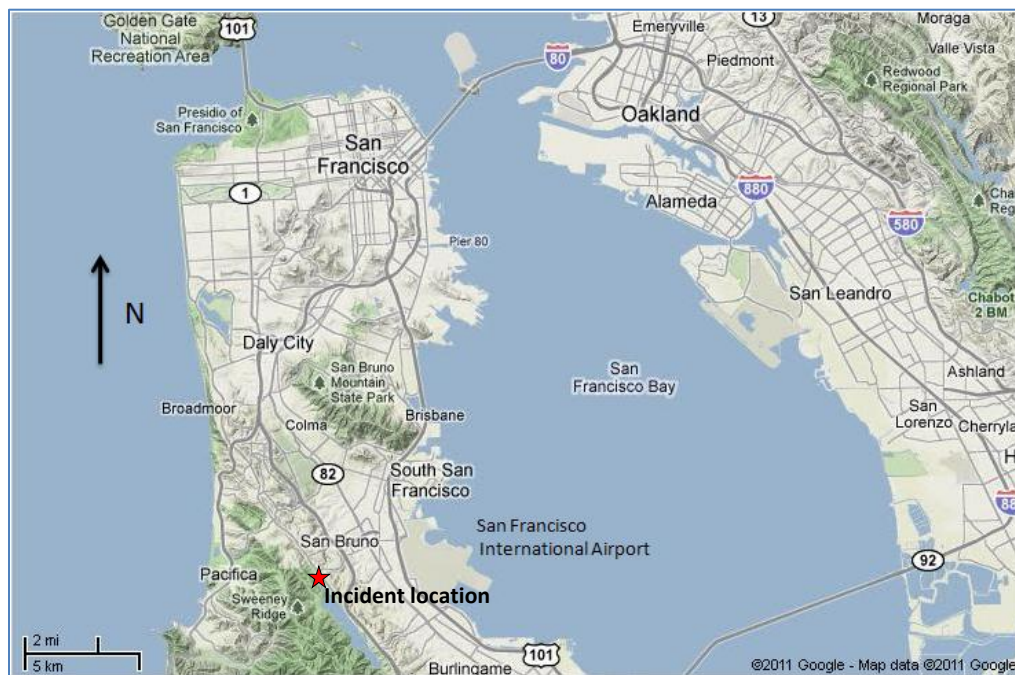 Golden Gate
National
Recreation Area
101
13
Moraga
Emeryville
Valle Vista
80
Piedmont
Redwood
Regional Park
Presidio of
San Francisco
Oakland
San
Francisco
1
880
Alameda
Cha
Reg
580
Pier 80
N
San Leandro
Chabot
2 BM
Daly City
San Bruno
Mountain
State Park
San
Francisco Bay
Ashland
Broadmoor
Brisbane
San
Lorenzo
Cherryla
Colma
H
82
South San
Francisco
88
San Francisco
International Airport
San Bruno
92
Pacifica
Incident location
Sweeney
Ridge
2 mi
5 km
101
Burlingame
©2011 Google - Map data ©2011 Google